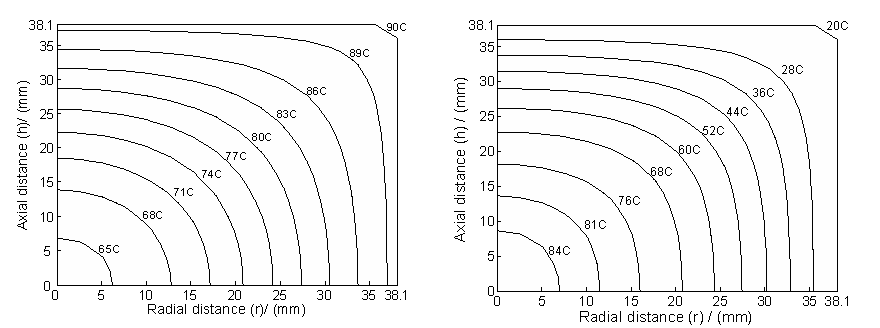 38.1
35
30
25
20
15
10
5
0
Axial distance (h)/ (mm)
90C
89C
86C
83C
80C
77C
74C
71C
68C
65C
0 5 10 15 20 25 30 35 38.1
Radial distance (r)/ (mm)
38.1
35
30
25
20
15
10
5
0
Axial distance (h) / (mm)
20C
28C
36C
44C
52C
60C
68C
76C
81C
84C
0 5 10 15 20 25 30 35 38.1
Radial distance (r) / (mm)